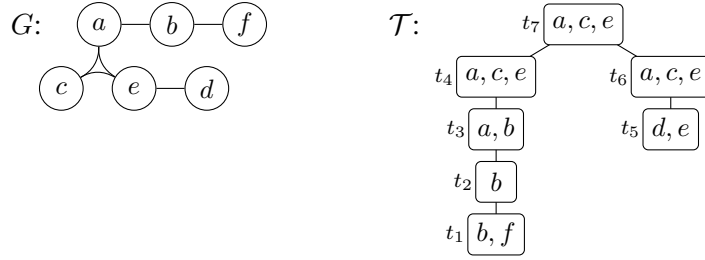 G: a b f
c e d
T:
t7 a, c, e
t4 a, c, e
t6 a, c, e
t3 a, b
t5 d, e
t2 b
t1 b, f